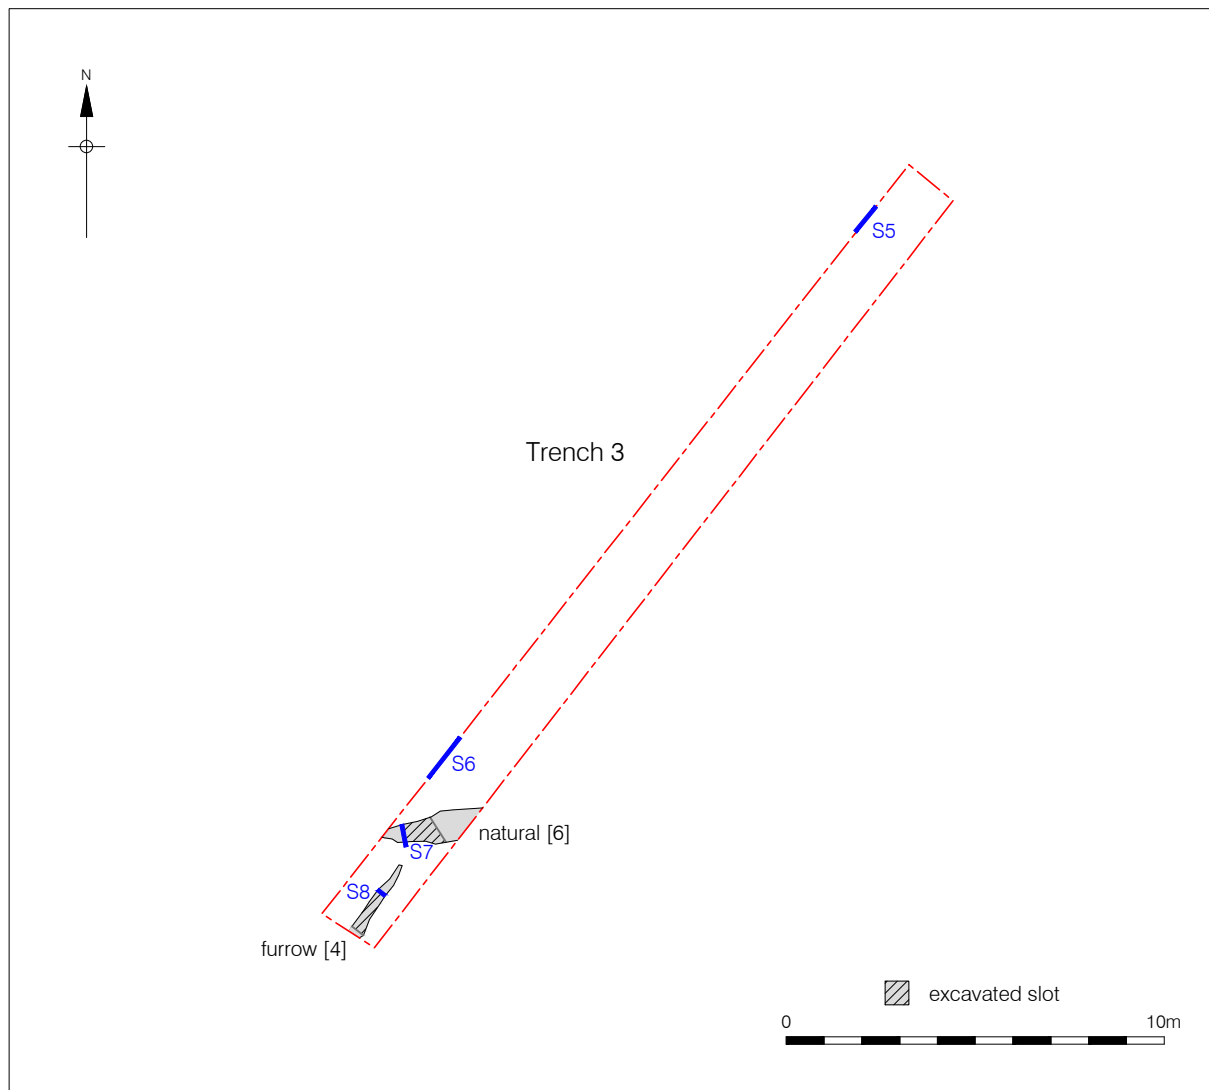 N
S5
Trench 3
S6
natural [6]
S7
S8
furrow [4]
excavated slot
0 10m